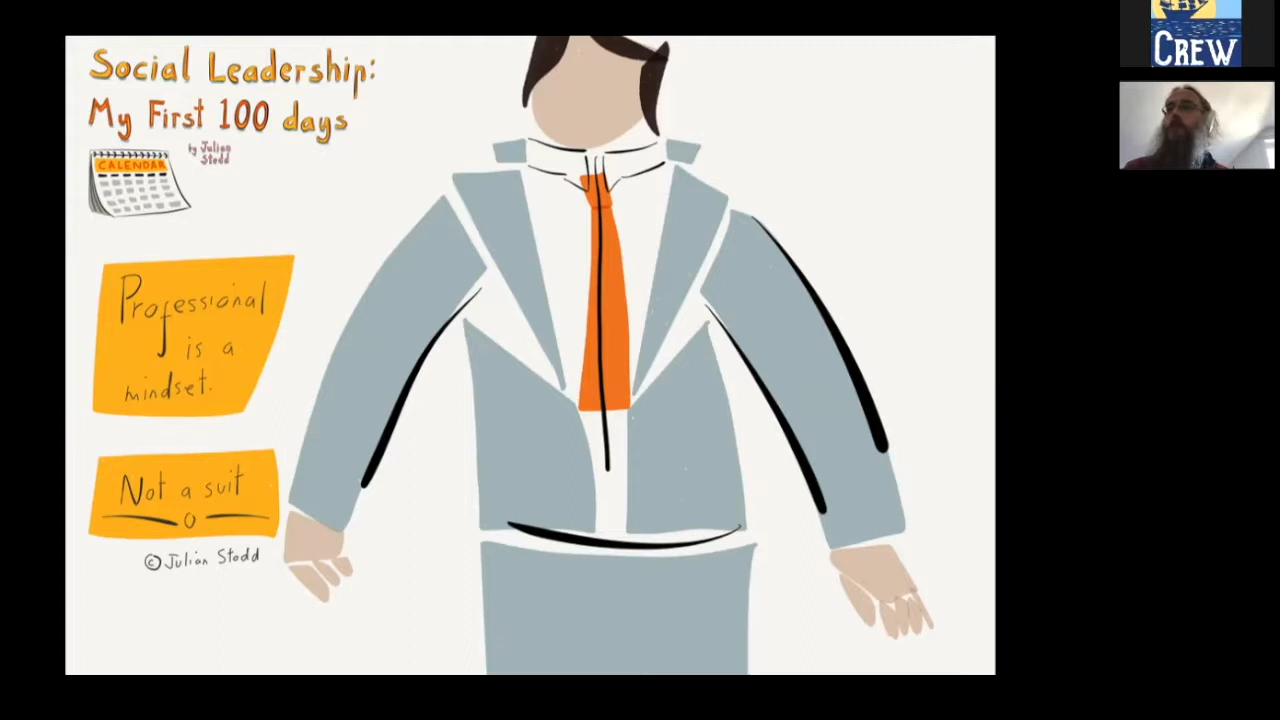 Social Leadership:
My First 100 days
by Julian
Stodd
CALENDAR
Professional
is a
mindset.
Not a suit
© Julian Stodd
CREW